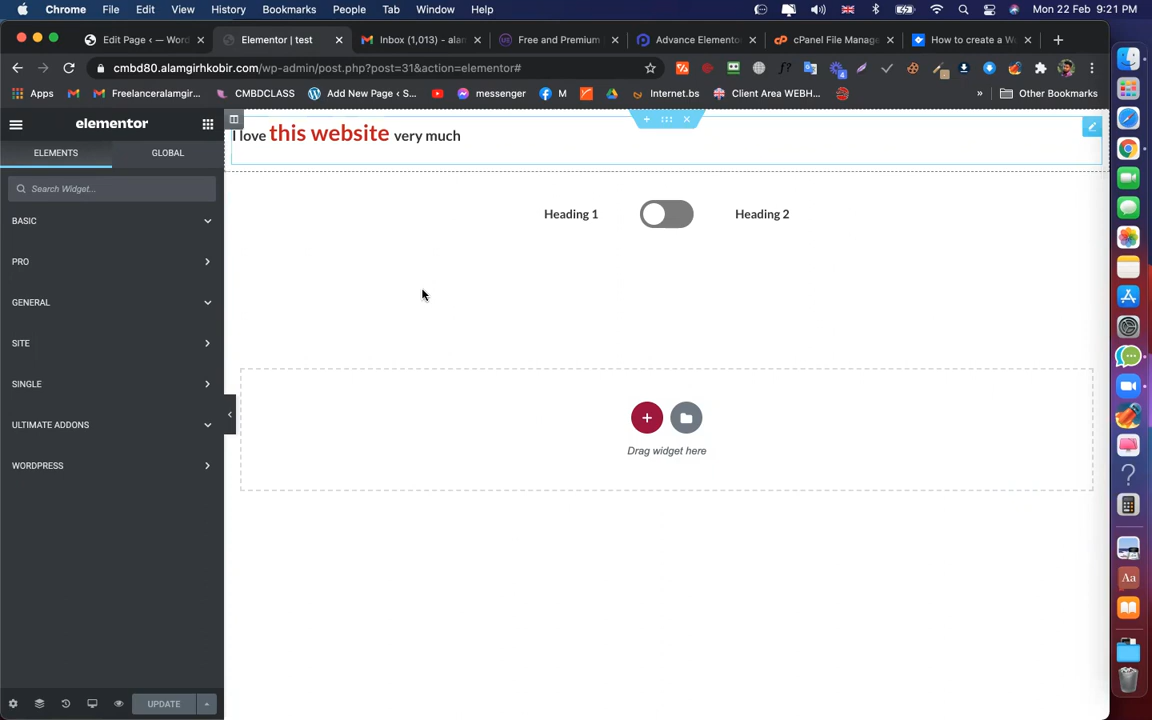 Chrome File Edit View History Bookmarks People Tab Window Help Mon 22 Feb 9:21 PM
Edit Page ‹ — Word Elementor | test Inbox (1,013) - alan Free and Premium Advance Elemento cPanel File Manage How to create a We
cmbd80.alamgirhkobir.com/wp-admin/post.php?post=31&action=elementor#
Apps Freelanceralamgir... CMBDCLASS Add New Page ‹ S... messenger M Internet.bs Client Area WEBH... » Other Bookmarks
elementor
ELEMENTS GLOBAL
Search Widget...
BASIC
PRO
GENERAL
SITE
SINGLE
ULTIMATE ADDONS
WORDPRESS
UPDATE
I love this website very much
Heading 1 Heading 2
Drag widget here